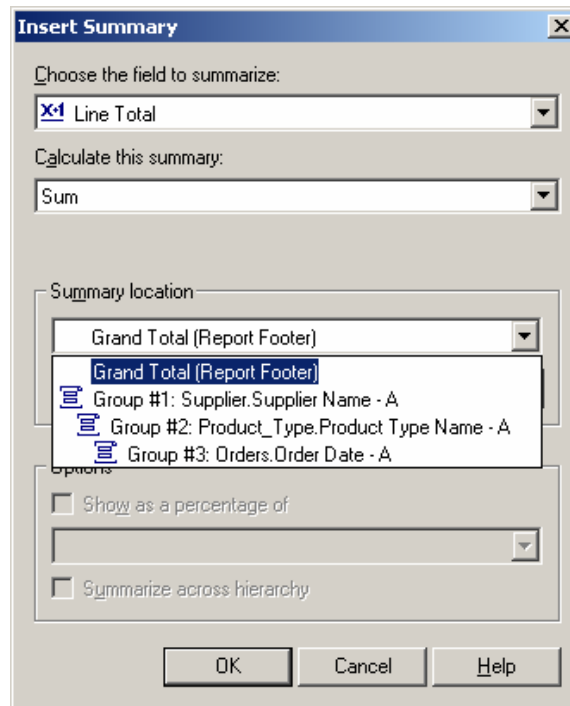 Insert Summary
Choose the field to summarize:
X+1 Line Total
Calculate this summary:
Sum
Summary location
Grand Total (Report Footer)
Grand Total (Report Footer)
Group #1: Supplier.Supplier Name - A
Group #2: Product_Type.Product Type Name - A
Group #3: Orders.Order Date - A
Options
Show as a percentage of
Summarize across hierarchy
OK Cancel Help